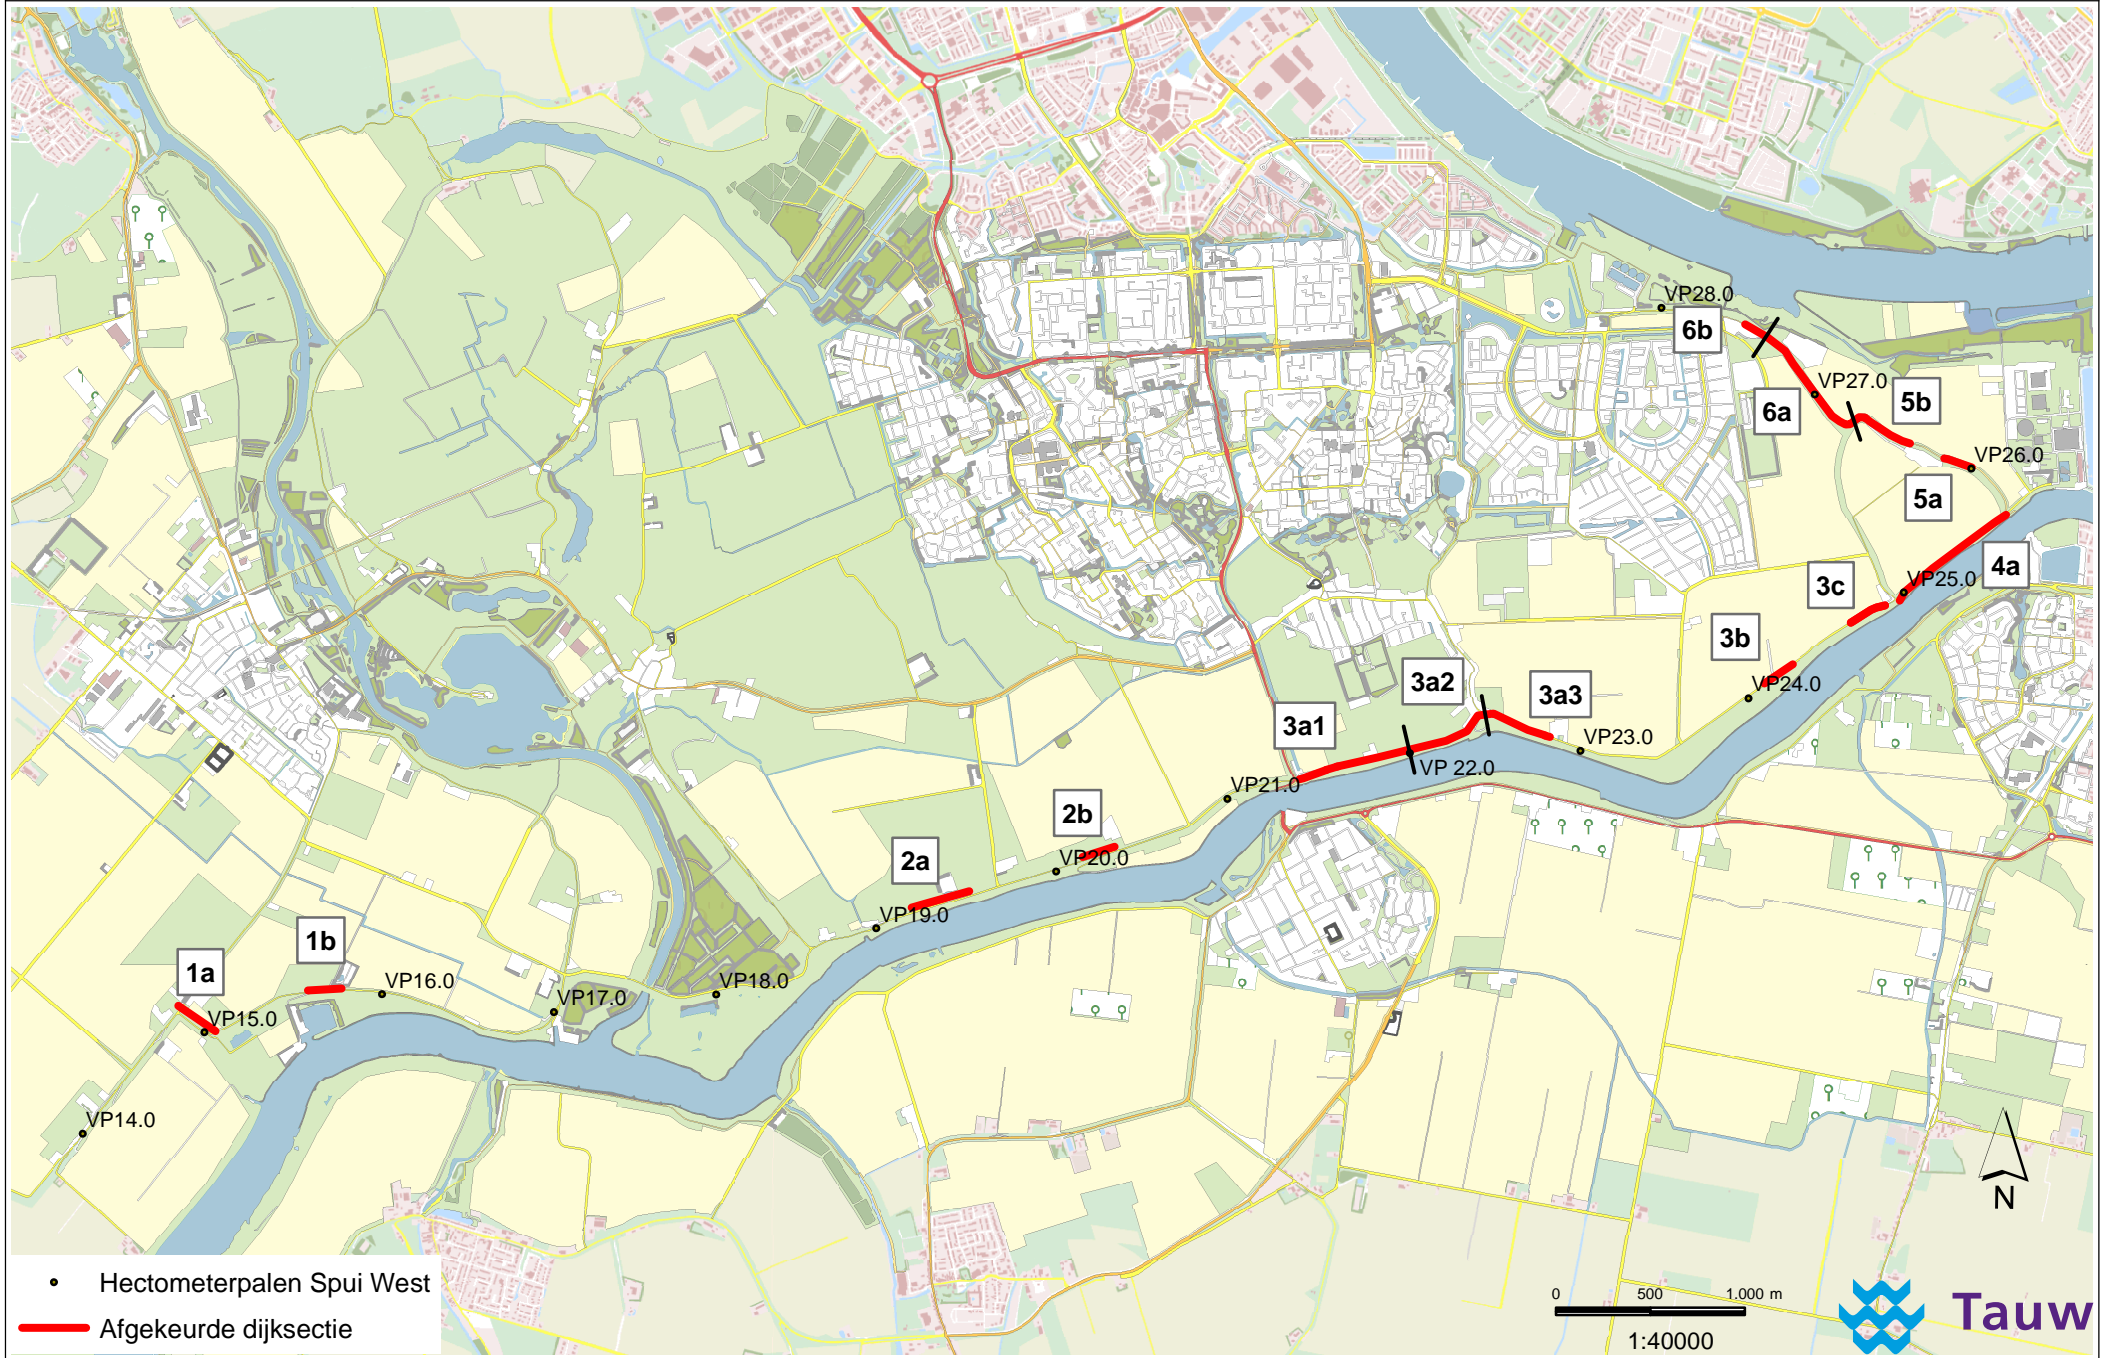 VP28.0
6b
VP27.0
5b
6a
VP26.0
5a
4a
VP25.0
3c
3b
VP24.0
3a2
3a3
3a1
VP23.0
VP 22.0
VP21.0
2b
VP20.0
2a
VP19.0
1b
1a
VP16.0
VP18.0
VP17.0
VP15.0
VP14.0
N
Hectometerpalen Spui West
Afgekeurde dijksectie
0 500 1.000 m
1:40000
Tauw